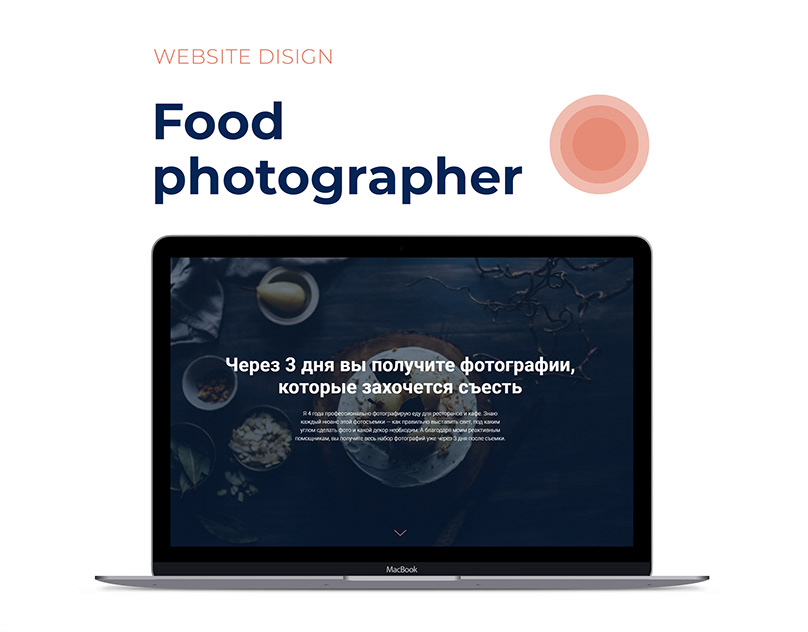 WEBSITE DISIGN
Food
photographer
Через 3 дня вы получите фотографии,
которые захочется съесть
Я 4 года профессионально фотографирую еду для ресторанов и кафе. Знаю
каждый нюанс этой фотосъемки — как правильно выставить свет, под каким
углом сделать фото и какой декор необходим. А благодаря моим реактивным
помощникам, вы получите весь набор фотографий уже через 3 дня после съемки.
MacBook